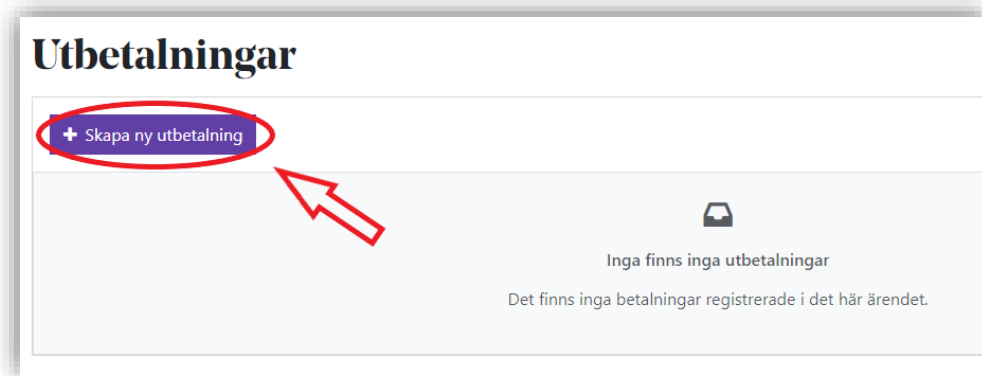 Utbetalningar
+ Skapa ny utbetalning
Inga finns inga utbetalningar
Det finns inga betalningar registrerade i det här ärendet.